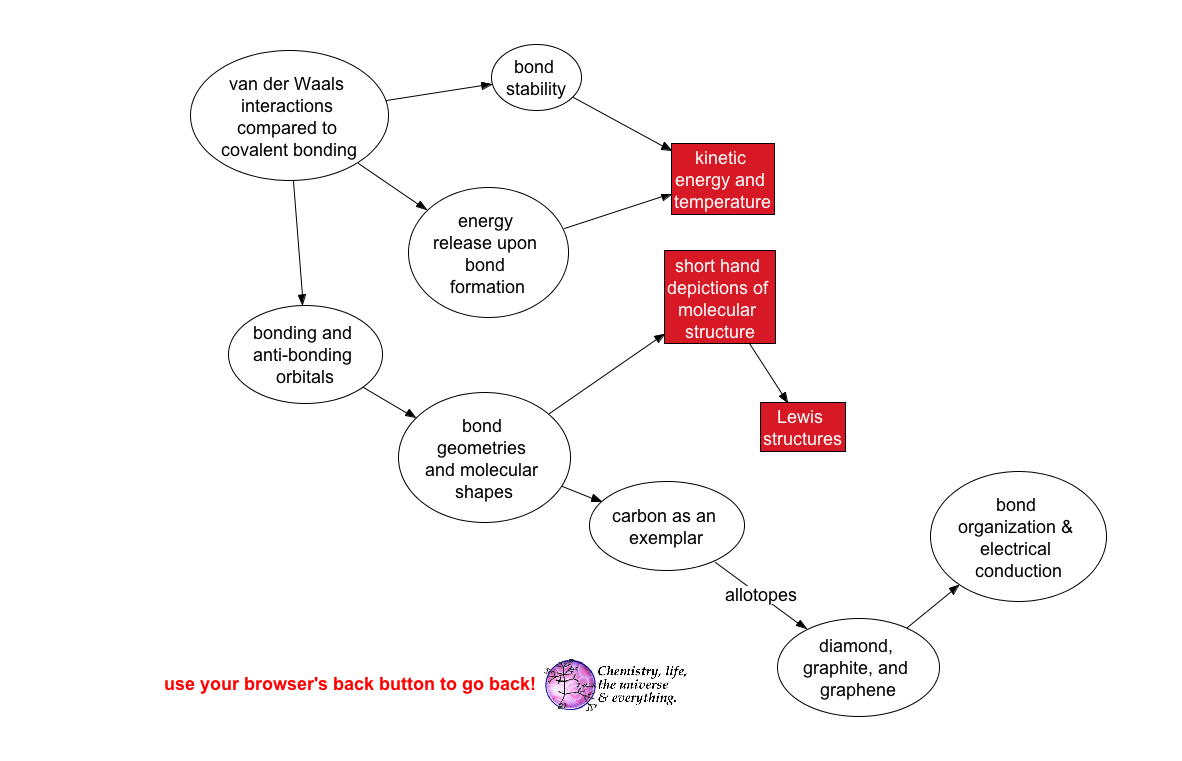 van der Waals
interactions
compared to
covalent bonding
bond
stability
kinetic
energy and
temperature
energy
release upon
bond
formation
short hand
depictions of
molecular
structure
bonding and
anti-bonding
orbitals
Lewis
structures
bond
geometries
and molecular
shapes
carbon as an
exemplar
bond
organization &
electrical
conduction
allotopes
diamond,
graphite, and
graphene
use your browser's back button to go back!
Chemistry, life,
the universe
& everything.